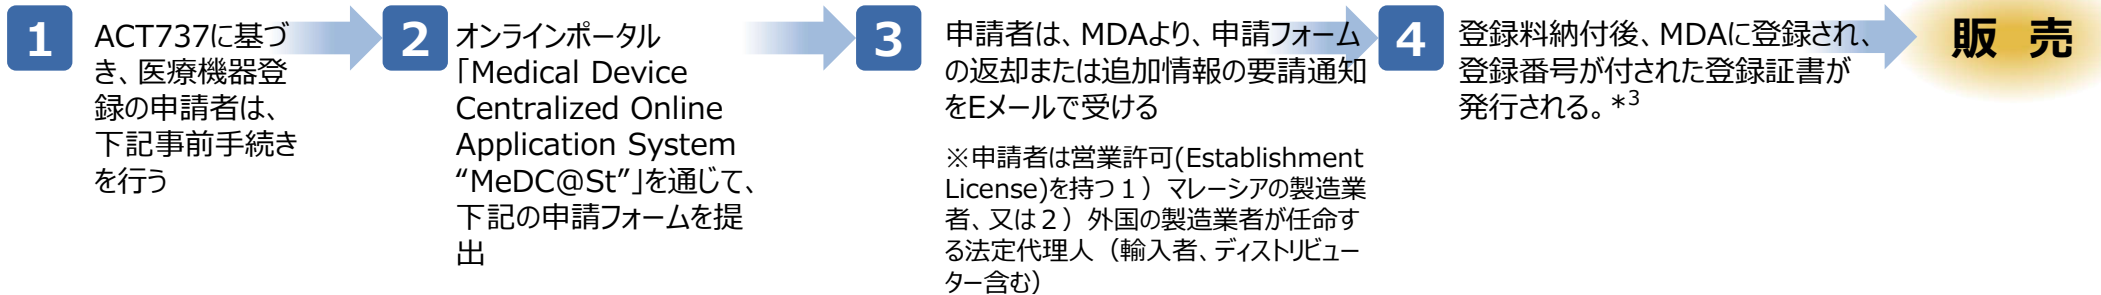 1
ACT737に基づ
き、医療機器登
録の申請者は、
下記事前手続き
を行う
2
オンラインポータル
「Medical Device
Centralized Online
Application System
“MeDC@St”」を通じて、
下記の申請フォームを提
出
3
申請者は、MDAより、申請フォーム
の返却または追加情報の要請通知
をEメールで受ける
※申請者は営業許可(Establishment
License)を持つ１）マレーシアの製造業
者、又は２）外国の製造業者が任命す
る法定代理人（輸入者、ディストリビュー
ター含む）
4
登録料納付後、MDAに登録され、
登録番号が付された登録証書が
発行される。*3
販 売